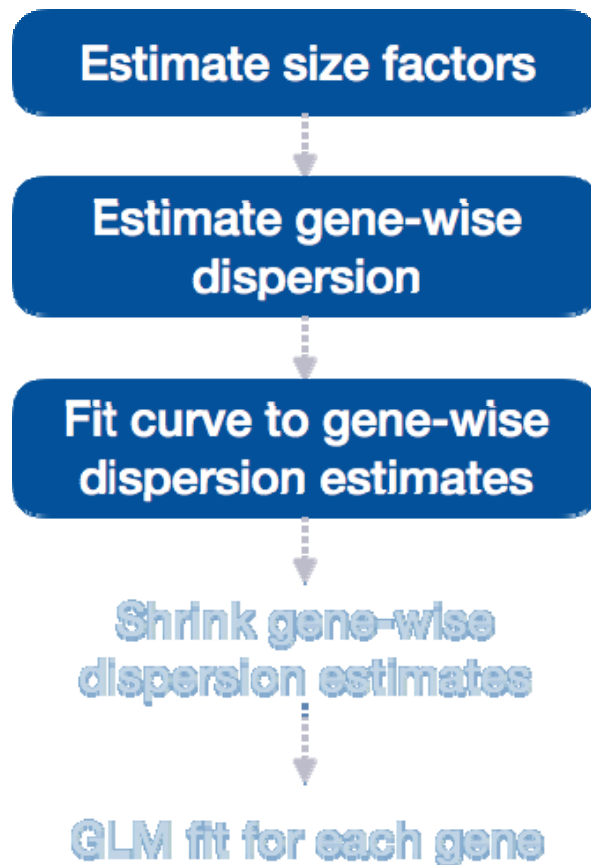 Estimate size factors
Estimate gene-wise
dispersion
Fit curve to gene-wise
dispersion estimates
Shrink gene-wise
dispersion estimates
GLM fit for each gene